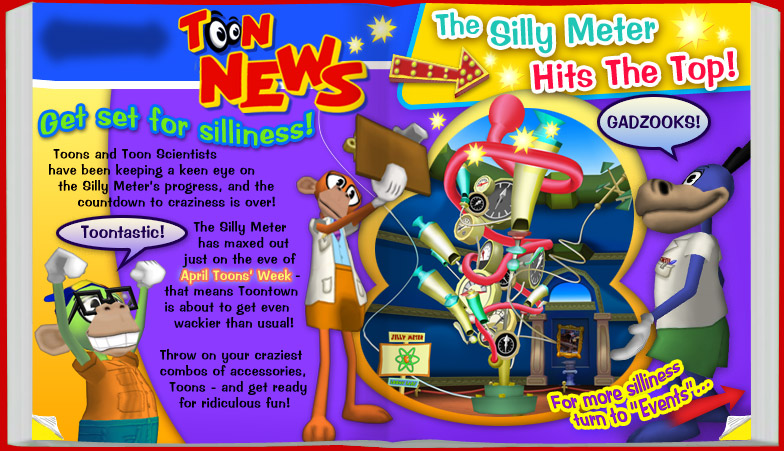 TOON
NEWS
The Silly Meter
Hits The Top!
Get set for silliness!
Toons and Toon Scientists
have been keeping a keen eye on
the Silly Meter's progress, and the
countdown to craziness is over!
Toontastic!
The Silly Meter
has maxed out
just on the eve of
April Toons' Week -
that means Toontown
is about to get even
wackier than usual!
Throw on your craziest
combos of accessories,
Toons - and get ready
for ridiculous fun!
GADZOOKS!
SILLY METER
For more silliness
turn to "Events"...